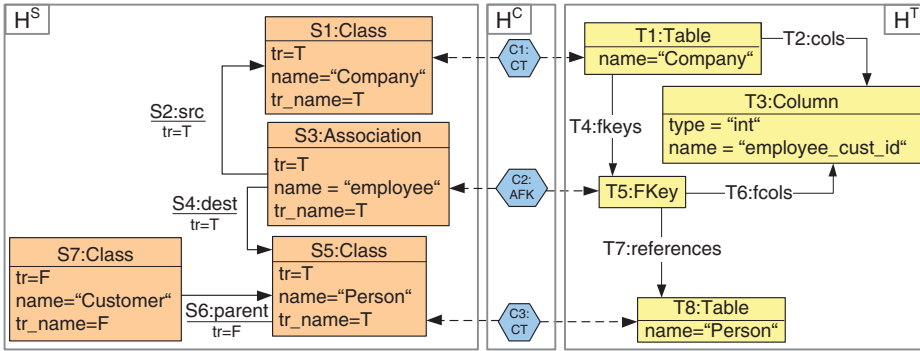 H^S
S1:Class
tr=T
name="Company"
tr_name=T
S2:src
tr=T
S3:Association
tr=T
name = "employee"
tr_name=T
S4:dest
tr=T
S7:Class
tr=F
name="Customer"
tr_name=F
S6:parent
tr=F
S5:Class
tr=T
name="Person"
tr_name=T
H^C
C1:
CT
C2:
AFK
C3:
CT
H^T
T1:Table
name="Company"
T2:cols
T3:Column
type = "int"
name = "employee_cust_id"
T4:fkeys
T5:FKey
T6:fcols
T7:references
T8:Table
name="Person"